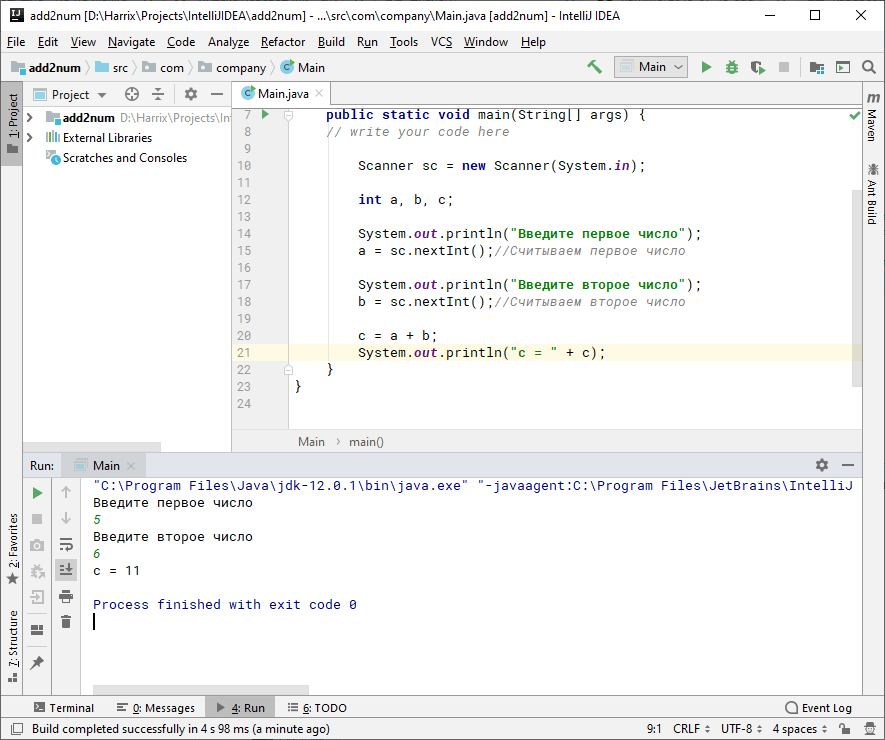 add2num [D:\Harrix\Projects\IntelliJIDEA\add2num] - ...\src\com\company\Main.java [add2num] - IntelliJ IDEA
File Edit View Navigate Code Analyze Refactor Build Run Tools VCS Window Help
add2num src com company Main Main
1: Project
Project
Main.java
add2num D:\Harrix\Projects\In
External Libraries
Scratches and Consoles
7 public static void main(String[] args) {
8 // write your code here
9
10 Scanner sc = new Scanner(System.in);
11
12 int a, b, c;
13
14 System.out.println("Введите первое число");
15 a = sc.nextInt();//Считываем первое число
16
17 System.out.println("Введите второе число");
18 b = sc.nextInt();//Считываем второе число
19
20 c = a + b;
21 System.out.println("c = " + c);
22 }
23 }
24
Main main()
Maven
Ant Build
Run: Main
"C:\Program Files\Java\jdk-12.0.1\bin\java.exe" "-javaagent:C:\Program Files\JetBrains\IntelliJ
Введите первое число
5
Введите второе число
6
c = 11
Process finished with exit code 0
2: Favorites
7: Structure
Terminal 0: Messages 4: Run 6: TODO Event Log
Build completed successfully in 4 s 98 ms (a minute ago) 9:1 CRLF UTF-8 4 spaces